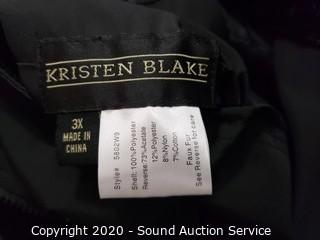 KRISTEN BLAKE
3X
MADE IN
CHINA
Style# 5802W9
Shell: 100% Polyester
Reverse: 73% Acetate
12% Polyester
8% Nylon
7% Cotton
Faux Fur
See Reverse for care
Copyright 2020 - Sound Auction Service